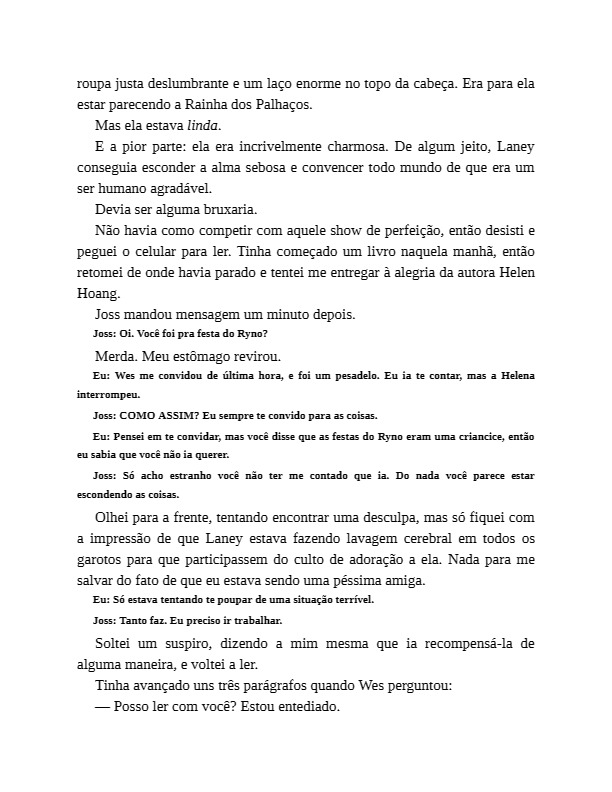 roupa justa deslumbrante e um laço enorme no topo da cabeça. Era para ela
estar parecendo a Rainha dos Palhaços.
Mas ela estava linda.
E a pior parte: ela era incrivelmente charmosa. De algum jeito, Laney
conseguia esconder a alma sebosa e convencer todo mundo de que era um
ser humano agradável.
Devia ser alguma bruxaria.
Não havia como competir com aquele show de perfeição, então desisti e
peguei o celular para ler. Tinha começado um livro naquela manhã, então
retomei de onde havia parado e tentei me entregar à alegria da autora Helen
Hoang.
Joss mandou mensagem um minuto depois.
Joss: Oi. Você foi pra festa do Ryno?
Merda. Meu estômago revirou.
Eu: Wes me convidou de última hora, e foi um pesadelo. Eu ia te contar, mas a Helena
interrompeu.
Joss: COMO ASSIM? Eu sempre te convido para as coisas.
Eu: Pensei em te convidar, mas você disse que as festas do Ryno eram uma criancice, então
eu sabia que você não ia querer.
Joss: Só acho estranho você não ter me contado que ia. Do nada você parece estar
escondendo as coisas.
Olhei para a frente, tentando encontrar uma desculpa, mas só fiquei com
a impressão de que Laney estava fazendo lavagem cerebral em todos os
garotos para que participassem do culto de adoração a ela. Nada para me
salvar do fato de que eu estava sendo uma péssima amiga.
Eu: Só estava tentando te poupar de uma situação terrível.
Joss: Tanto faz. Eu preciso ir trabalhar.
Soltei um suspiro, dizendo a mim mesma que ia recompensá-la de
alguma maneira, e voltei a ler.
Tinha avançado uns três parágrafos quando Wes perguntou:
— Posso ler com você? Estou entediado.